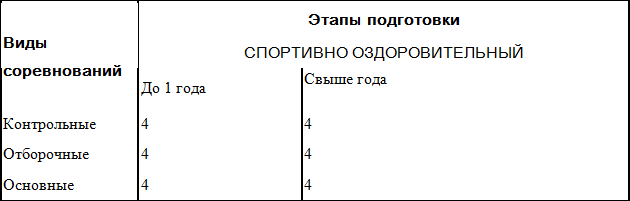 Виды
соревнований
Этапы подготовки
СПОРТИВНО ОЗДОРОВИТЕЛЬНЫЙ
До 1 года
Свыше года
Контрольные 4 4
Отборочные 4 4
Основные 4 4